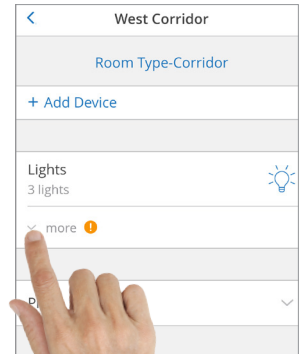 West Corridor
Room Type-Corridor
+ Add Device
Lights
3 lights
more